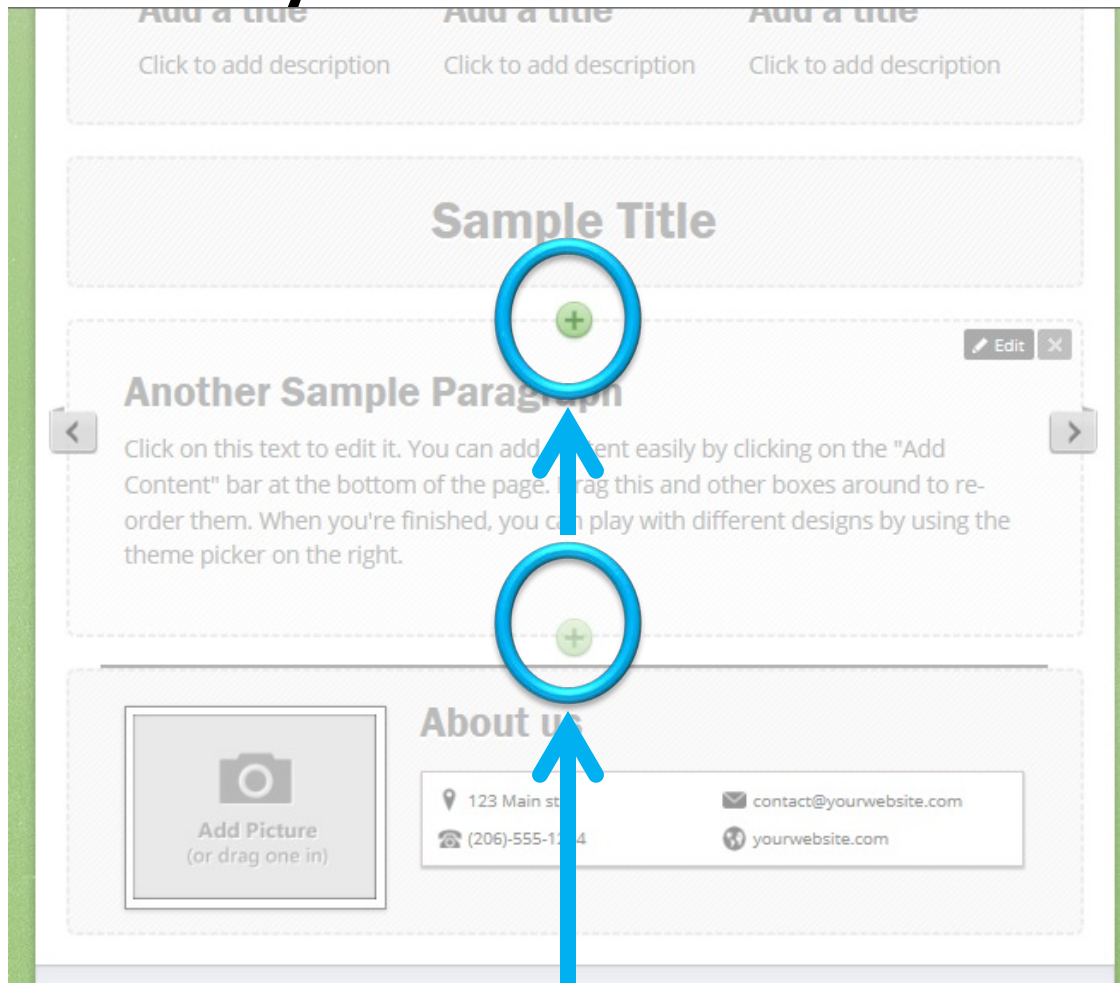 Add a title Add a title Add a title
Click to add description Click to add description Click to add description
Sample Title
Edit
Another Sample Paragraph
Click on this text to edit it. You can add content easily by clicking on the "Add
Content" bar at the bottom of the page. Drag this and other boxes around to re-
order them. When you're finished, you can play with different designs by using the
theme picker on the right.
About us
Add Picture
(or drag one in)
123 Main contact@yourwebsite.com
yourwebsite.com